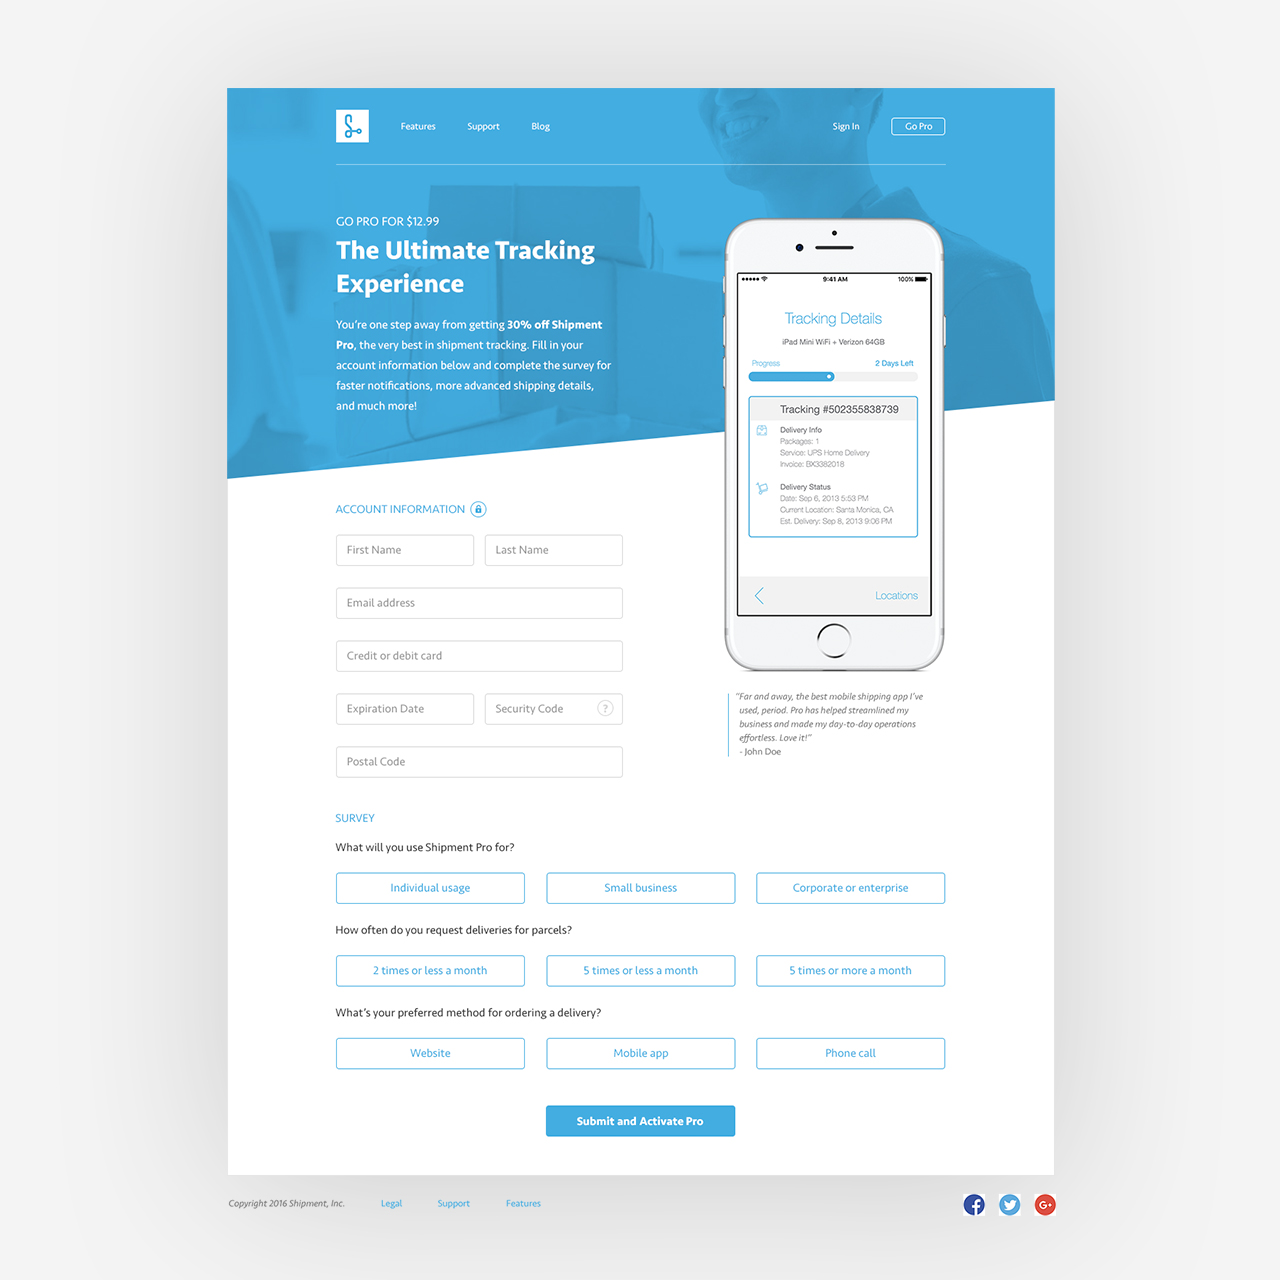 Features Support Blog Sign In Go Pro
GO PRO FOR $12.99
The Ultimate Tracking
Experience
You're one step away from getting 30% off Shipment
Pro, the very best in shipment tracking. Fill in your
account information below and complete the survey for
faster notifications, more advanced shipping details,
and much more!
9:41 AM 100%
Tracking Details
iPad Mini WiFi + Verizon 64GB
Progress 2 Days Left
Tracking #502355838739
Delivery Info
Packages: 1
Service: UPS Home Delivery
Invoice: BX3382018
Delivery Status
Date: Sep 6, 2013 5:53 PM
Current Location: Santa Monica, CA
Est. Delivery: Sep 8, 2013 9:06 PM
Locations
"Far and away, the best mobile shipping app I've
used, period. Pro has helped streamlined my
business and made my day-to-day operations
effortless. Love it!"
- John Doe
ACCOUNT INFORMATION
First Name Last Name
Email address
Credit or debit card
Expiration Date Security Code ?
Postal Code
SURVEY
What will you use Shipment Pro for?
Individual usage Small business Corporate or enterprise
How often do you request deliveries for parcels?
2 times or less a month 5 times or less a month 5 times or more a month
What's your preferred method for ordering a delivery?
Website Mobile app Phone call
Submit and Activate Pro
Copyright 2016 Shipment, Inc. Legal Support Features f G+